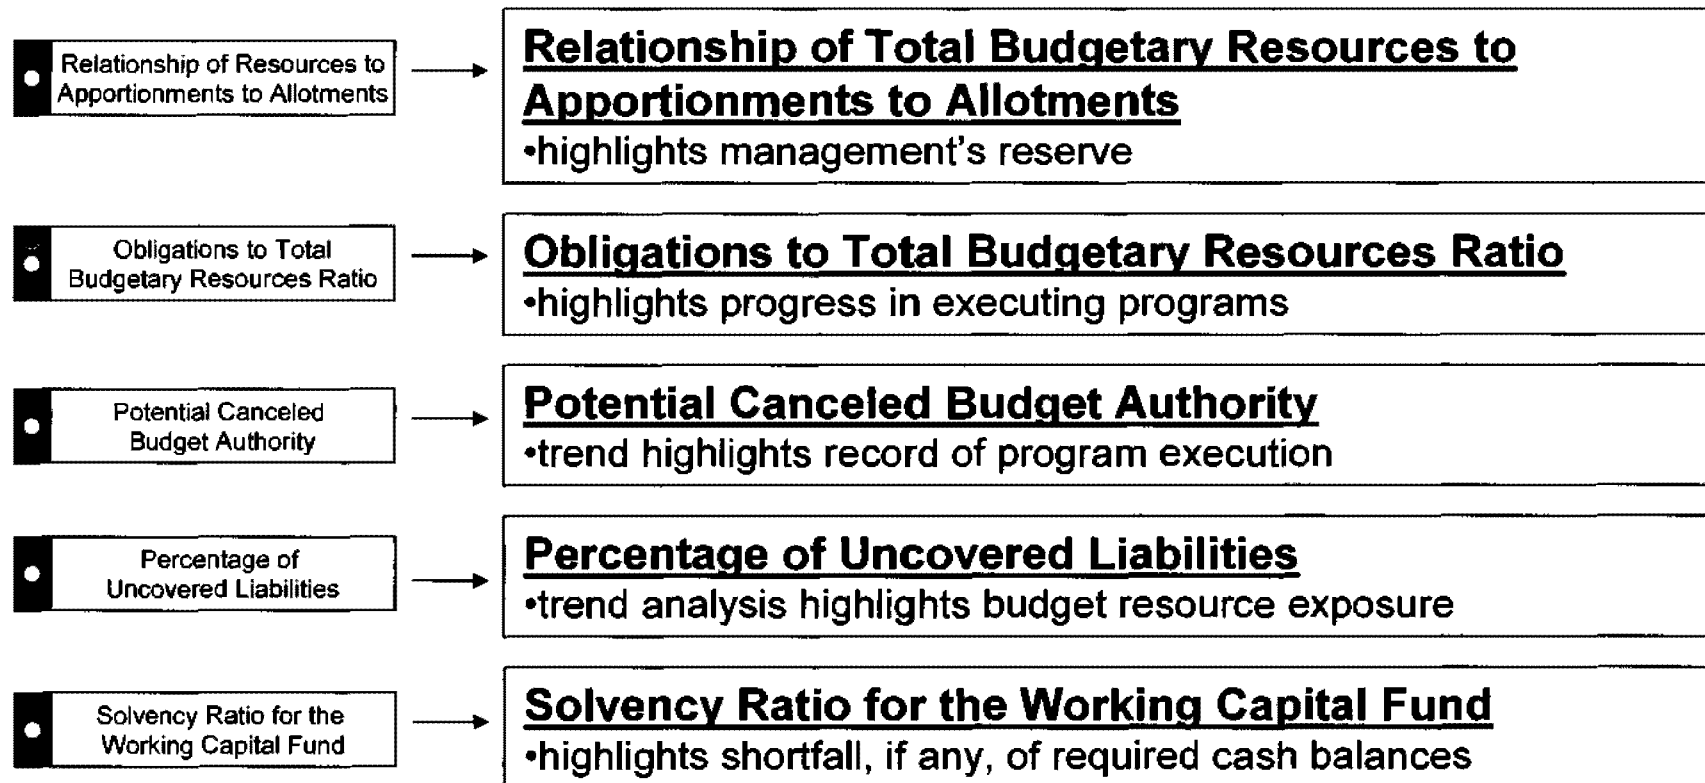 Relationship of Resources to
Apportionments to Allotments
Relationship of Total Budgetary Resources to
Apportionments to Allotments
•highlights management's reserve
Obligations to Total
Budgetary Resources Ratio
Obligations to Total Budgetary Resources Ratio
•highlights progress in executing programs
Potential Canceled
Budget Authority
Potential Canceled Budget Authority
•trend highlights record of program execution
Percentage of
Uncovered Liabilities
Percentage of Uncovered Liabilities
•trend analysis highlights budget resource exposure
Solvency Ratio for the
Working Capital Fund
Solvency Ratio for the Working Capital Fund
•highlights shortfall, if any, of required cash balances